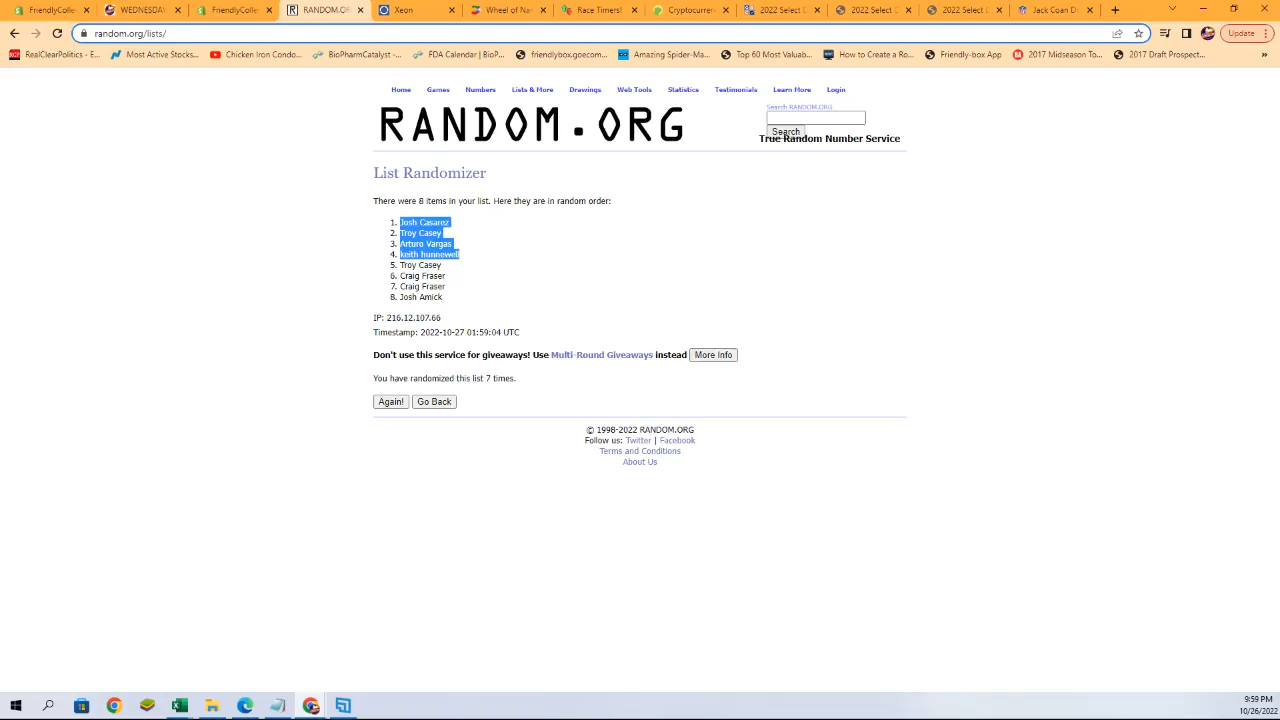 FriendlyColle
WEDNESDAY
FriendlyColle
RANDOM.OR
Xeon
Wheel of Na
Race Timers!
Cryptocurren
2022 Select D
2022 Select D
2022 Select D
Jack Coan D
random.org/lists/
Update
RealClearPolitics - E...
Most Active Stocks...
Chicken Iron Condo...
BioPharmCatalyst -...
FDA Calendar | BioP...
friendlybox.goecom...
Amazing Spider-Ma...
Top 60 Most Valuab...
How to Create a Ro...
Friendly-box App
2017 Midseason To...
2017 Draft Prospect...
»
Home Games Numbers Lists & More Drawings Web Tools Statistics Testimonials Learn More Login
RANDOM.ORG
Search RANDOM.ORG
Search
True Random Number Service
List Randomizer
There were 8 items in your list. Here they are in random order:
1. Josh Casarez
2. Troy Casey
3. Arturo Vargas
4. keith hunnewell
5. Troy Casey
6. Craig Fraser
7. Craig Fraser
8. Josh Amick
IP: 216.12.107.66
Timestamp: 2022-10-27 01:59:04 UTC
Don't use this service for giveaways! Use Multi-Round Giveaways instead More Info
You have randomized this list 7 times.
Again! Go Back
© 1998-2022 RANDOM.ORG
Follow us: Twitter | Facebook
Terms and Conditions
About Us
9:59 PM
10/26/2022